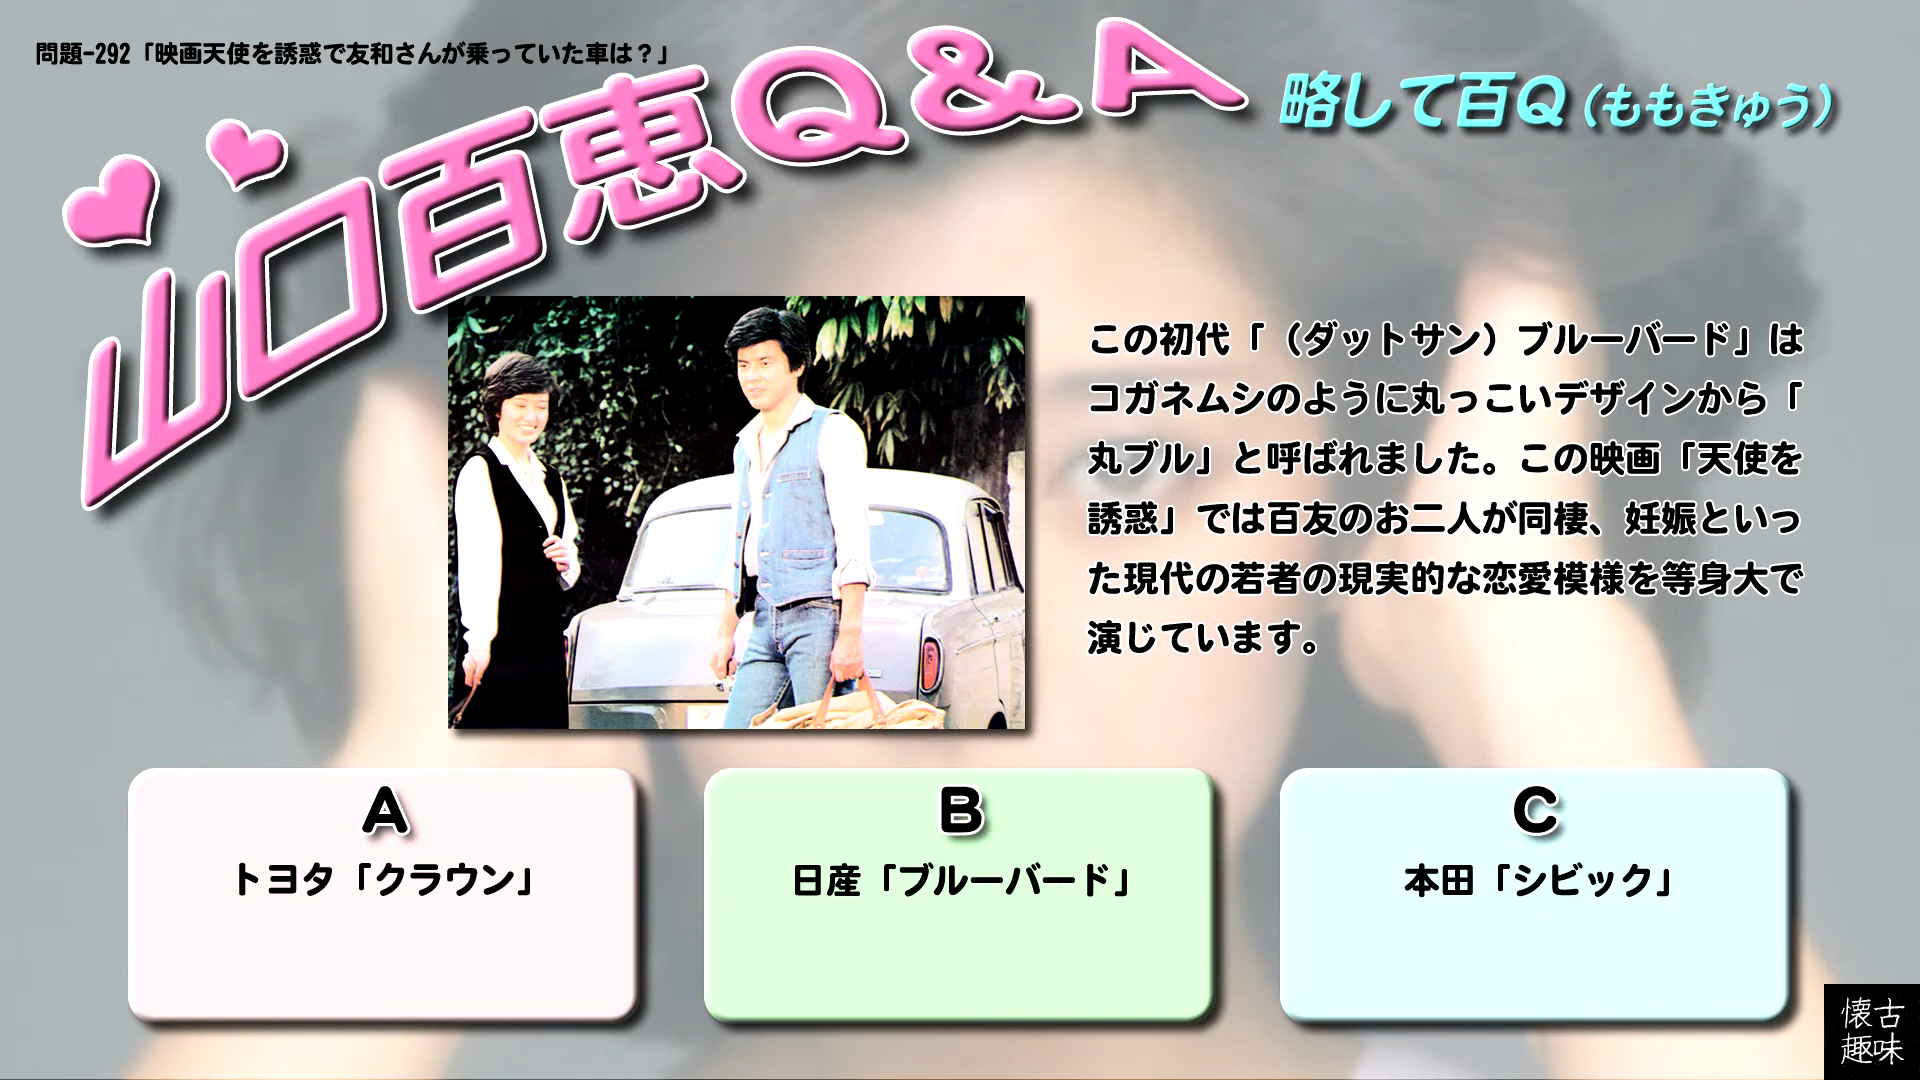 問題-292「映画天使を誘惑で友和さんが乗っていた車は？」
山口百恵Q&A
略して百Q（ももきゅう）
この初代「（ダットサン）ブルーバード」は
コガネムシのように丸っこいデザインから「
丸ブル」と呼ばれました。この映画「天使を
誘惑」では百友のお二人が同棲、妊娠といっ
た現代の若者の現実的な恋愛模様を等身大で
演じています。
A
トヨタ「クラウン」
B
日産「ブルーバード」
C
本田「シビック」
懐古
趣味